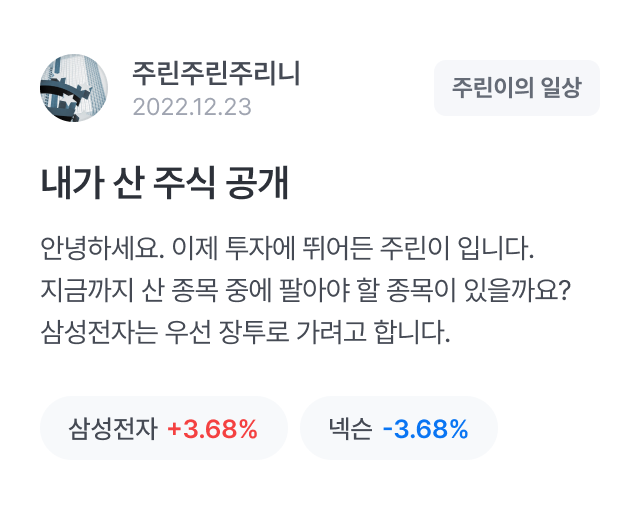 주린주린주리니
2022.12.23
주린이의 일상
내가 산 주식 공개
안녕하세요. 이제 투자에 뛰어든 주린이 입니다.
지금까지 산 종목 중에 팔아야 할 종목이 있을까요?
삼성전자는 우선 장투로 가려고 합니다.
삼성전자 +3.68%
넥슨 -3.68%